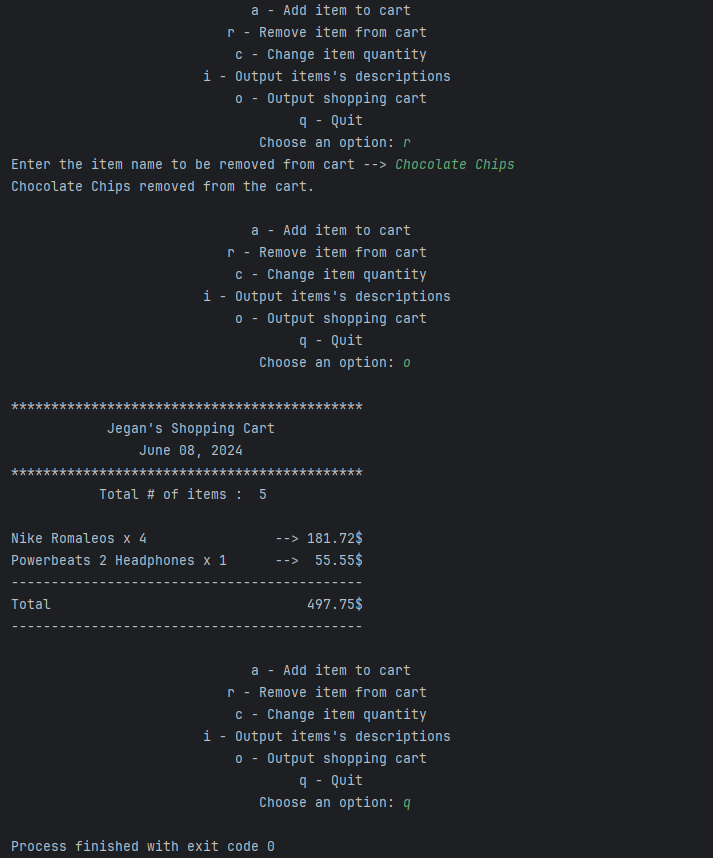 a - Add item to cart
r - Remove item from cart
c - Change item quantity
i - Output items's descriptions
o - Output shopping cart
q - Quit
Choose an option: r
Enter the item name to be removed from cart --> Chocolate Chips
Chocolate Chips removed from the cart.
a - Add item to cart
r - Remove item from cart
c - Change item quantity
i - Output items's descriptions
o - Output shopping cart
q - Quit
Choose an option: o
********************************************
Jegan's Shopping Cart
June 08, 2024
********************************************
Total # of items :  5
Nike Romaleos x 4                --> 181.72$
Powerbeats 2 Headphones x 1      -->  55.55$
--------------------------------------------
Total                                497.75$
--------------------------------------------
a - Add item to cart
r - Remove item from cart
c - Change item quantity
i - Output items's descriptions
o - Output shopping cart
q - Quit
Choose an option: q
Process finished with exit code 0